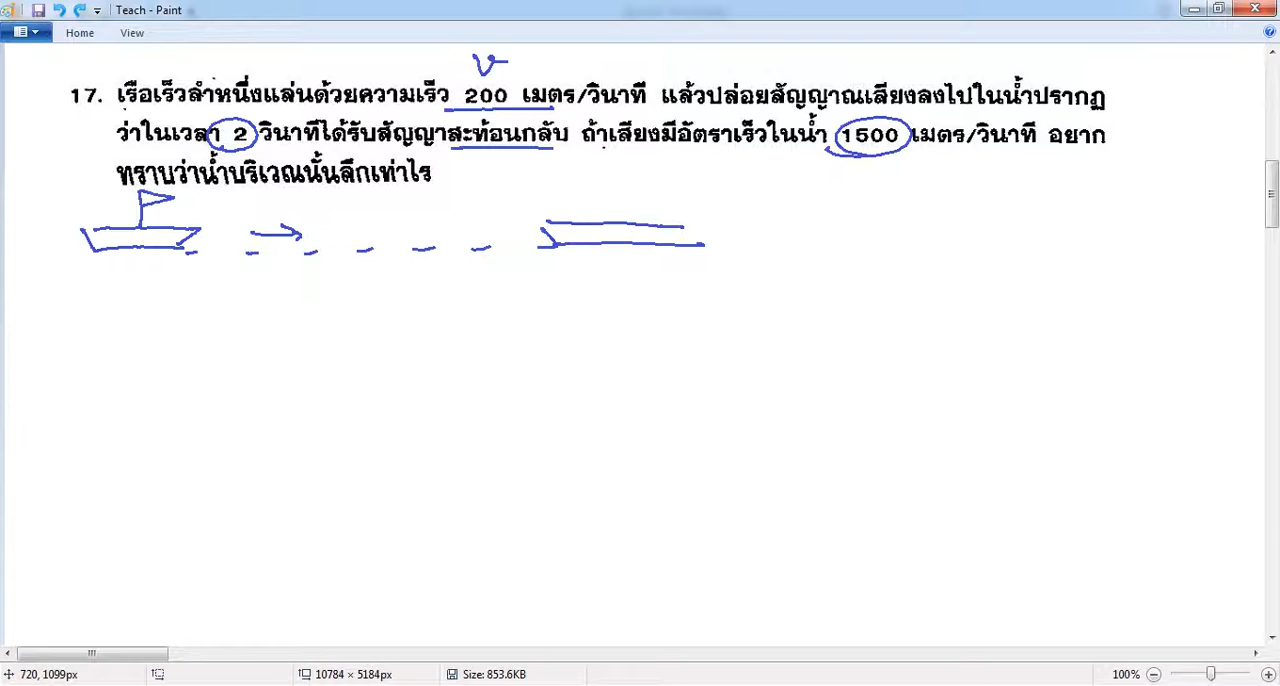 Teach - Paint
Home View
v
17. เรือเร็วลำหนึ่งแล่นด้วยความเร็ว 200 เมตร/วินาที แล้วปล่อยสัญญาณเสียงลงไปในน้ำปรากฏ
ว่าในเวลา 2 วินาทีได้รับสัญญาสะท้อนกลับ ถ้าเสียงมีอัตราเร็วในน้ำ 1500 เมตร/วินาที อยาก
ทราบว่าน้ำบริเวณนั้นลึกเท่าไร
720, 1099px 10784 × 5184px Size: 853.6KB 100%